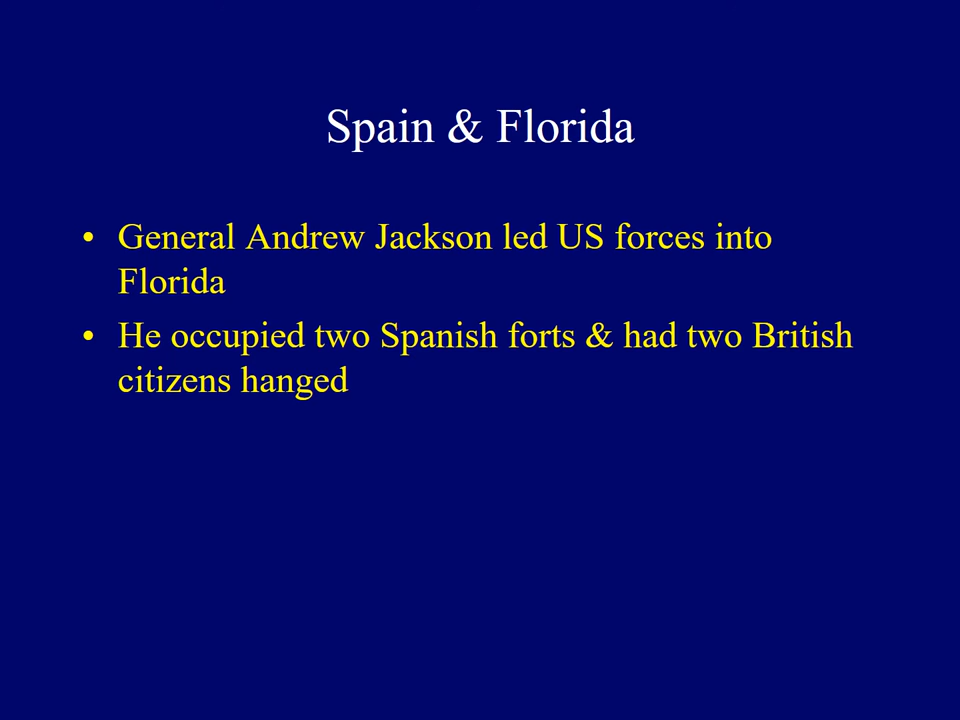 Spain & Florida
• General Andrew Jackson led US forces into
Florida
• He occupied two Spanish forts & had two British
citizens hanged